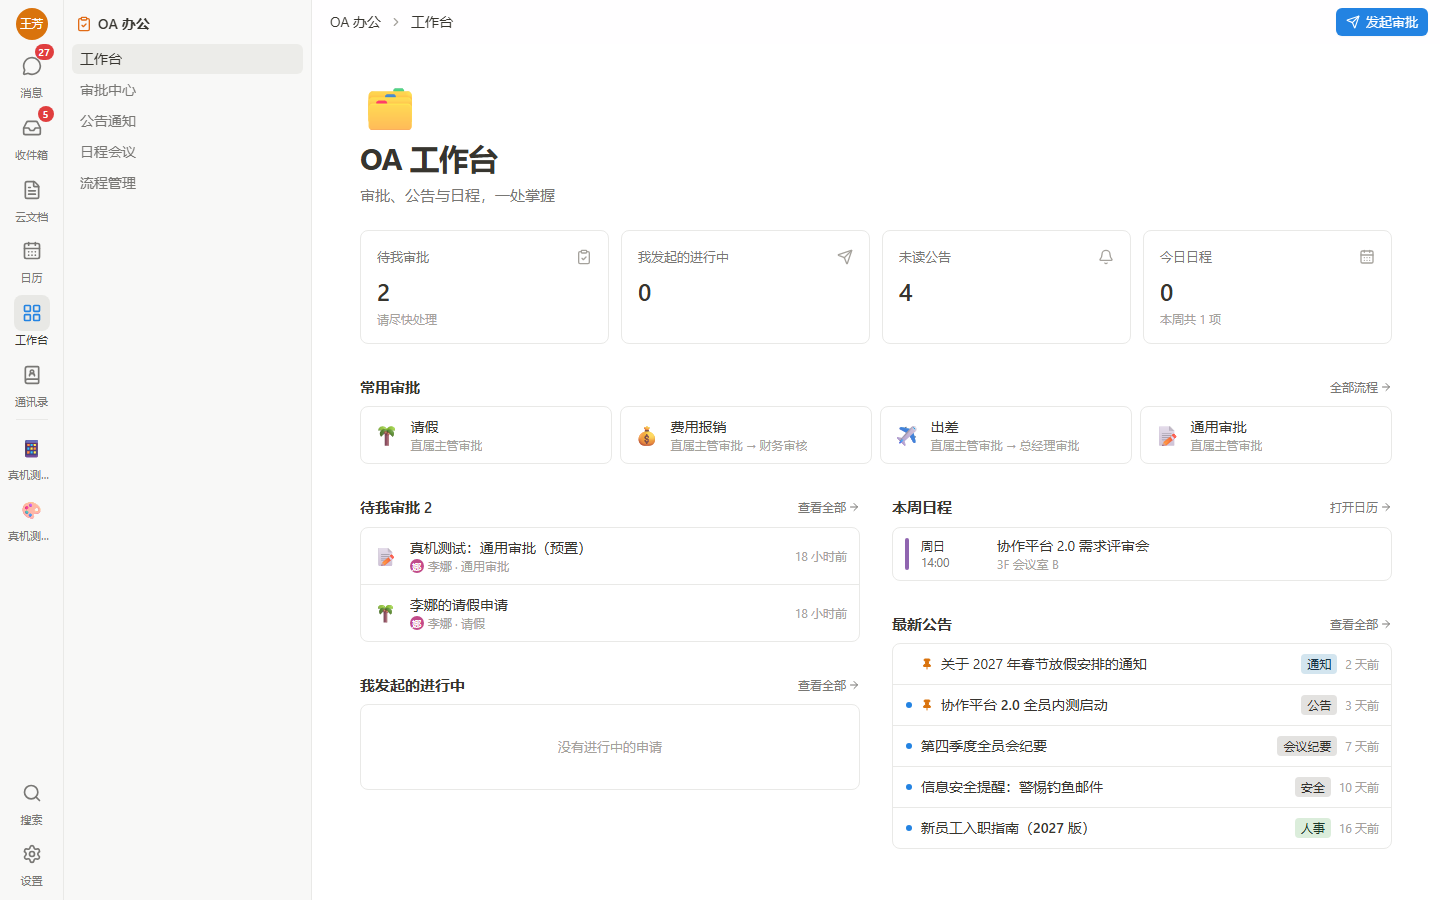 王芳
27
消息
5
收件箱
云文档
日历
工作台
通讯录
真机测...
真机测...
搜索
设置
OA 办公
工作台
审批中心
公告通知
日程会议
流程管理
OA 办公 > 工作台
发起审批
OA 工作台
审批、公告与日程，一处掌握
待我审批
2
请尽快处理
我发起的进行中
0
未读公告
4
今日日程
0
本周共 1 项
常用审批
全部流程 →
请假
直属主管审批
费用报销
直属主管审批 → 财务审核
出差
直属主管审批 → 总经理审批
通用审批
直属主管审批
待我审批 2
查看全部 →
真机测试：通用审批（预置）
李娜 · 通用审批
18 小时前
李娜的请假申请
李娜 · 请假
18 小时前
我发起的进行中
查看全部 →
没有进行中的申请
本周日程
打开日历 →
周日
14:00
协作平台 2.0 需求评审会
3F 会议室 B
最新公告
查看全部 →
关于 2027 年春节放假安排的通知
通知
2 天前
协作平台 2.0 全员内测启动
公告
3 天前
第四季度全员会纪要
会议纪要
7 天前
信息安全提醒：警惕钓鱼邮件
安全
10 天前
新员工入职指南（2027 版）
人事
16 天前